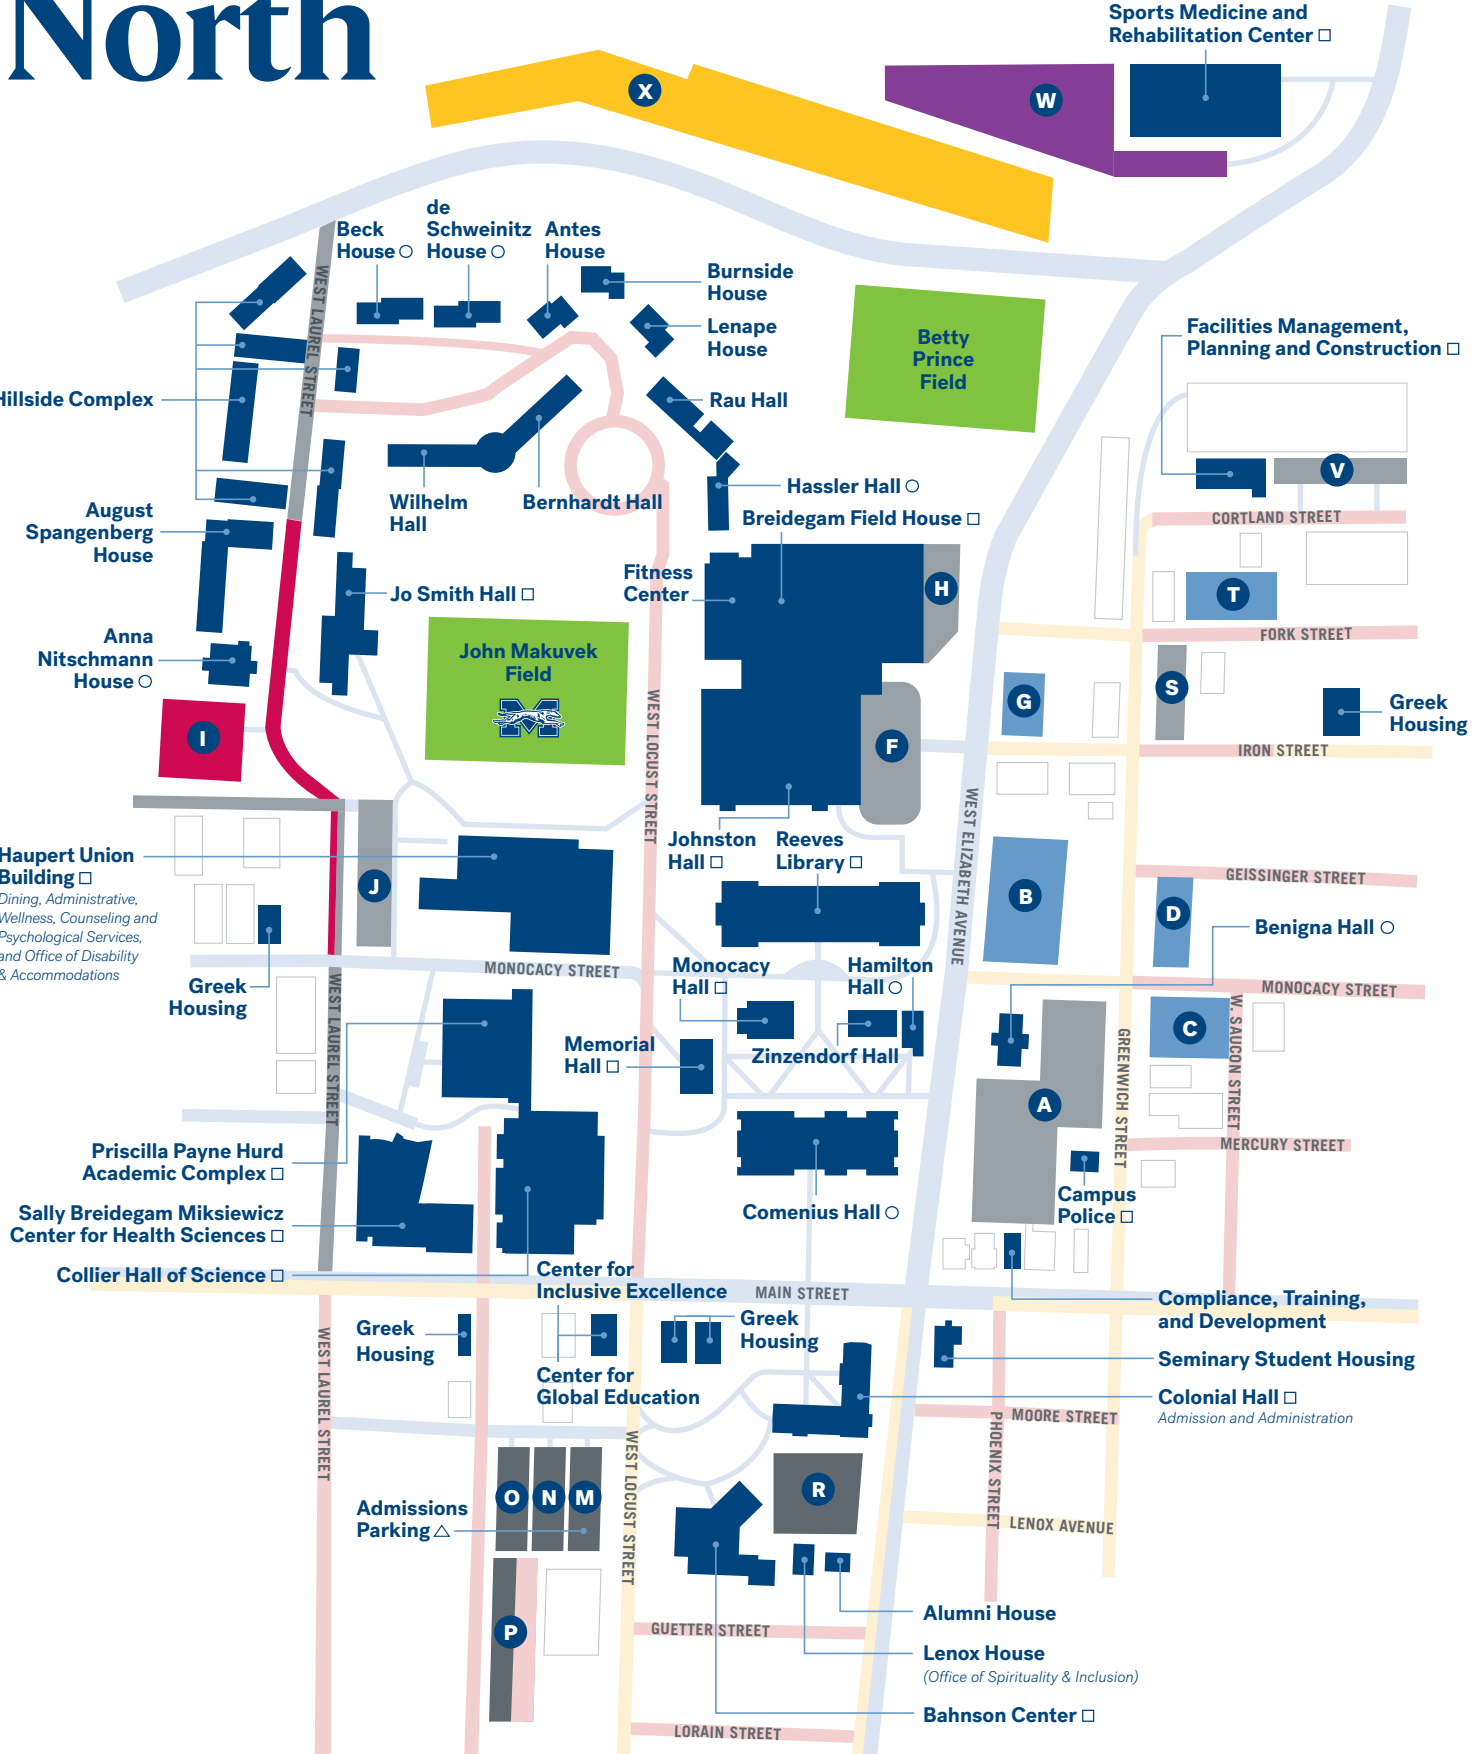 North
Sports Medicine and
Rehabilitation Center
X
W
de
Beck
Schweinitz
Antes
House
House
House
Burnside
House
Lenape
House
Betty
Prince
Field
Facilities Management,
Planning and Construction
WEST LAUREL STREET
Hillside Complex
Rau Hall
V
Wilhelm
Hall
Bernhardt Hall
Hassler Hall
Breidegam Field House
CORTLAND STREET
August
Spangenberg
House
Fitness
Center
H
T
Jo Smith Hall
FORK STREET
Anna
Nitschmann
House
John Makuvek
Field
M
G
S
Greek
Housing
I
F
IRON STREET
WEST LOCUST STREET
WEST ELIZABETH AVENUE
Johnston
Hall
Reeves
Library
Haupert Union
Building
Dining, Administrative,
Wellness, Counseling and
Psychological Services,
and Office of Disability
& Accommodations
J
B
GEISSINGER STREET
D
Benigna Hall
Greek
Housing
MONOCACY STREET
Monocacy
Hall
Hamilton
Hall
MONOCACY STREET
WEST LAUREL STREET
C
W. SAUCON STREET
GREENWICH STREET
Memorial
Hall
Zinzendorf Hall
A
Priscilla Payne Hurd
Academic Complex
MERCURY STREET
Campus
Police
Sally Breidegam Miksiewicz
Center for Health Sciences
Comenius Hall
Collier Hall of Science
Center for
Inclusive Excellence
MAIN STREET
Compliance, Training,
and Development
Greek
Housing
Greek
Housing
Seminary Student Housing
Center for
Global Education
Colonial Hall
Admission and Administration
WEST LAUREL STREET
MOORE STREET
PHOENIX STREET
WEST LOCUST STREET
O
N
M
R
Admissions
Parking
LENOX AVENUE
P
Alumni House
GUETTER STREET
Lenox House
(Office of Spirituality & Inclusion)
Bahnson Center
LORAIN STREET